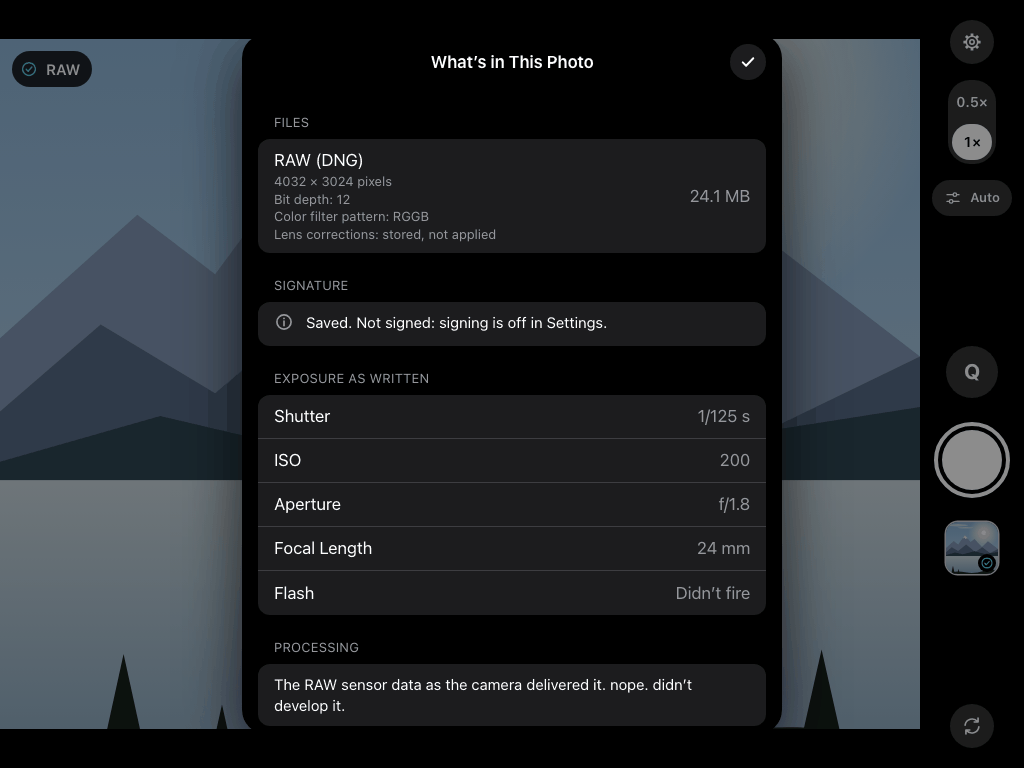 RAW
What’s in This Photo
FILES
RAW (DNG)
4032 × 3024 pixels
Bit depth: 12
Color filter pattern: RGGB
Lens corrections: stored, not applied
24.1 MB
SIGNATURE
Saved. Not signed: signing is off in Settings.
EXPOSURE AS WRITTEN
Shutter 1/125 s
ISO 200
Aperture f/1.8
Focal Length 24 mm
Flash Didn’t fire
PROCESSING
The RAW sensor data as the camera delivered it. nope. didn’t
develop it.
0.5×
1×
Auto
Q